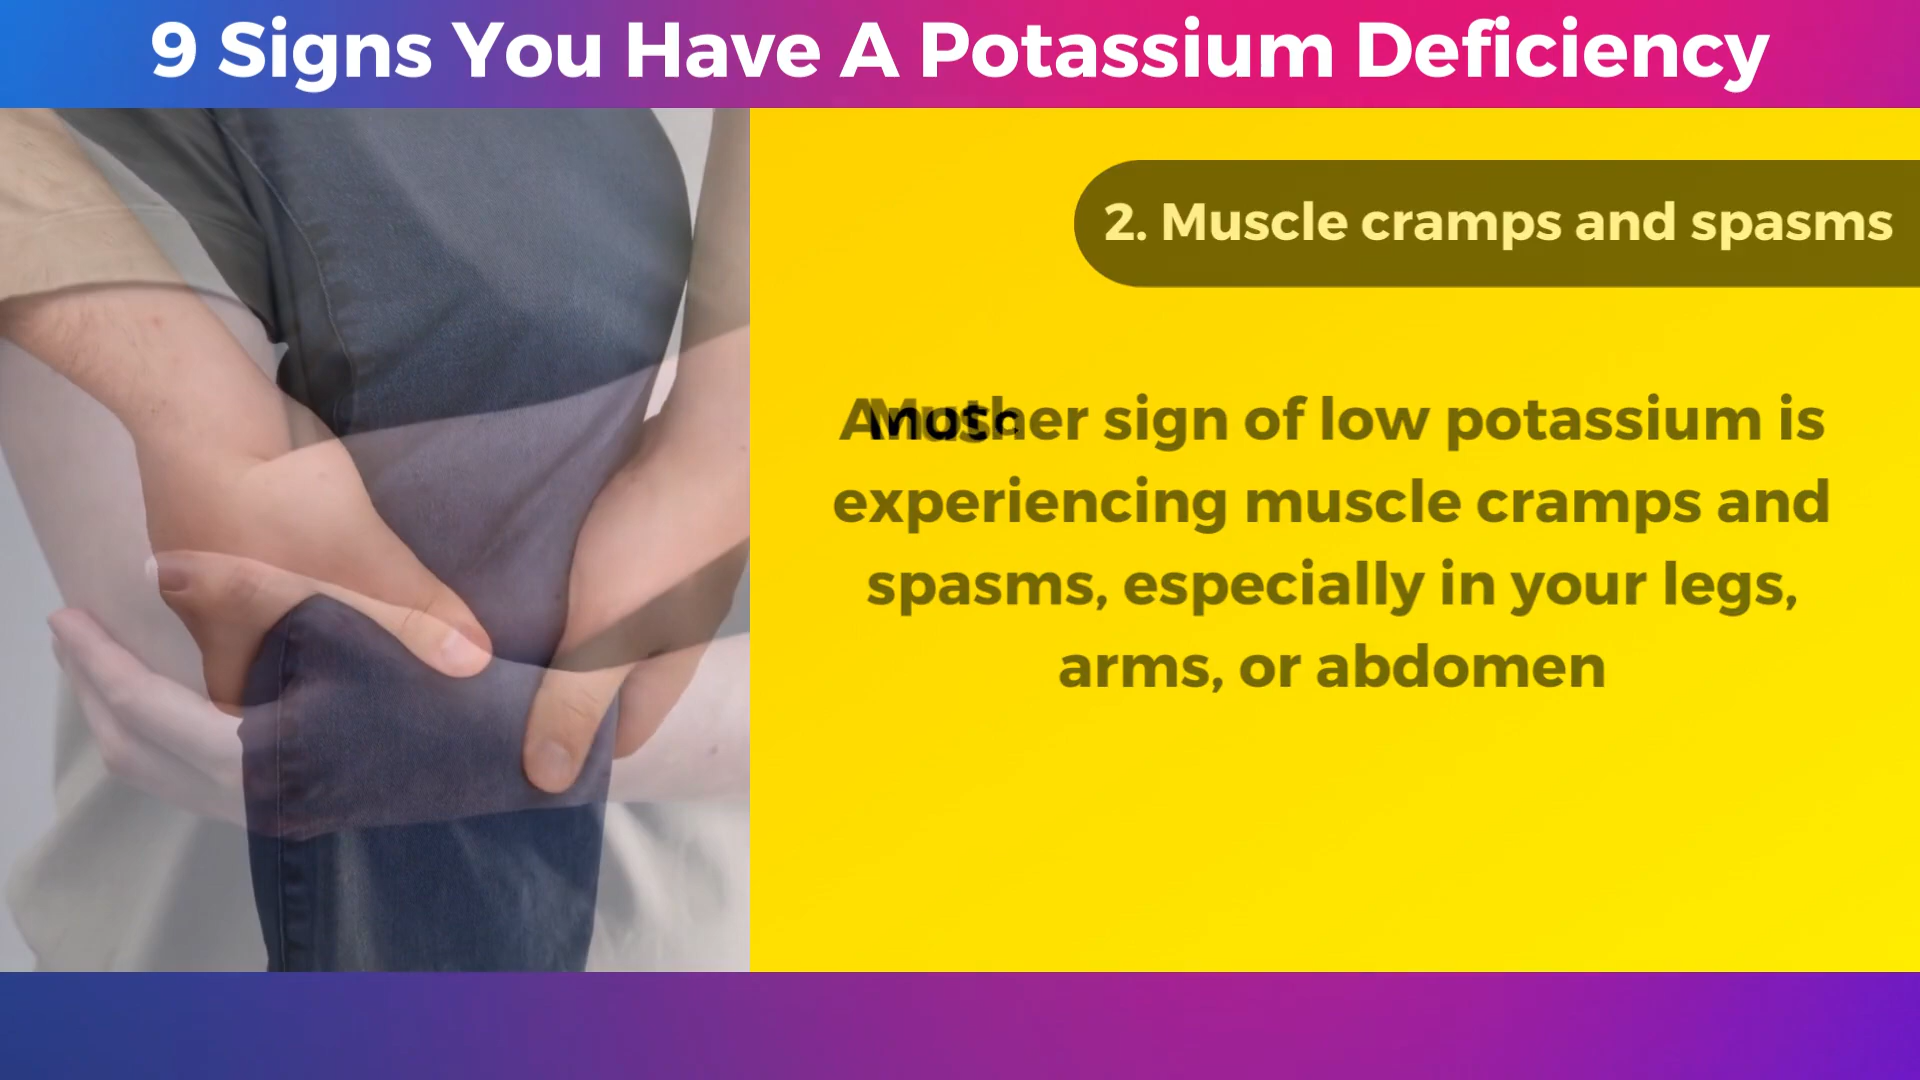 9 Signs You Have A Potassium Deficiency
2. Muscle cramps and spasms
Another sign of low potassium is
experiencing muscle cramps and
spasms, especially in your legs,
arms, or abdomen